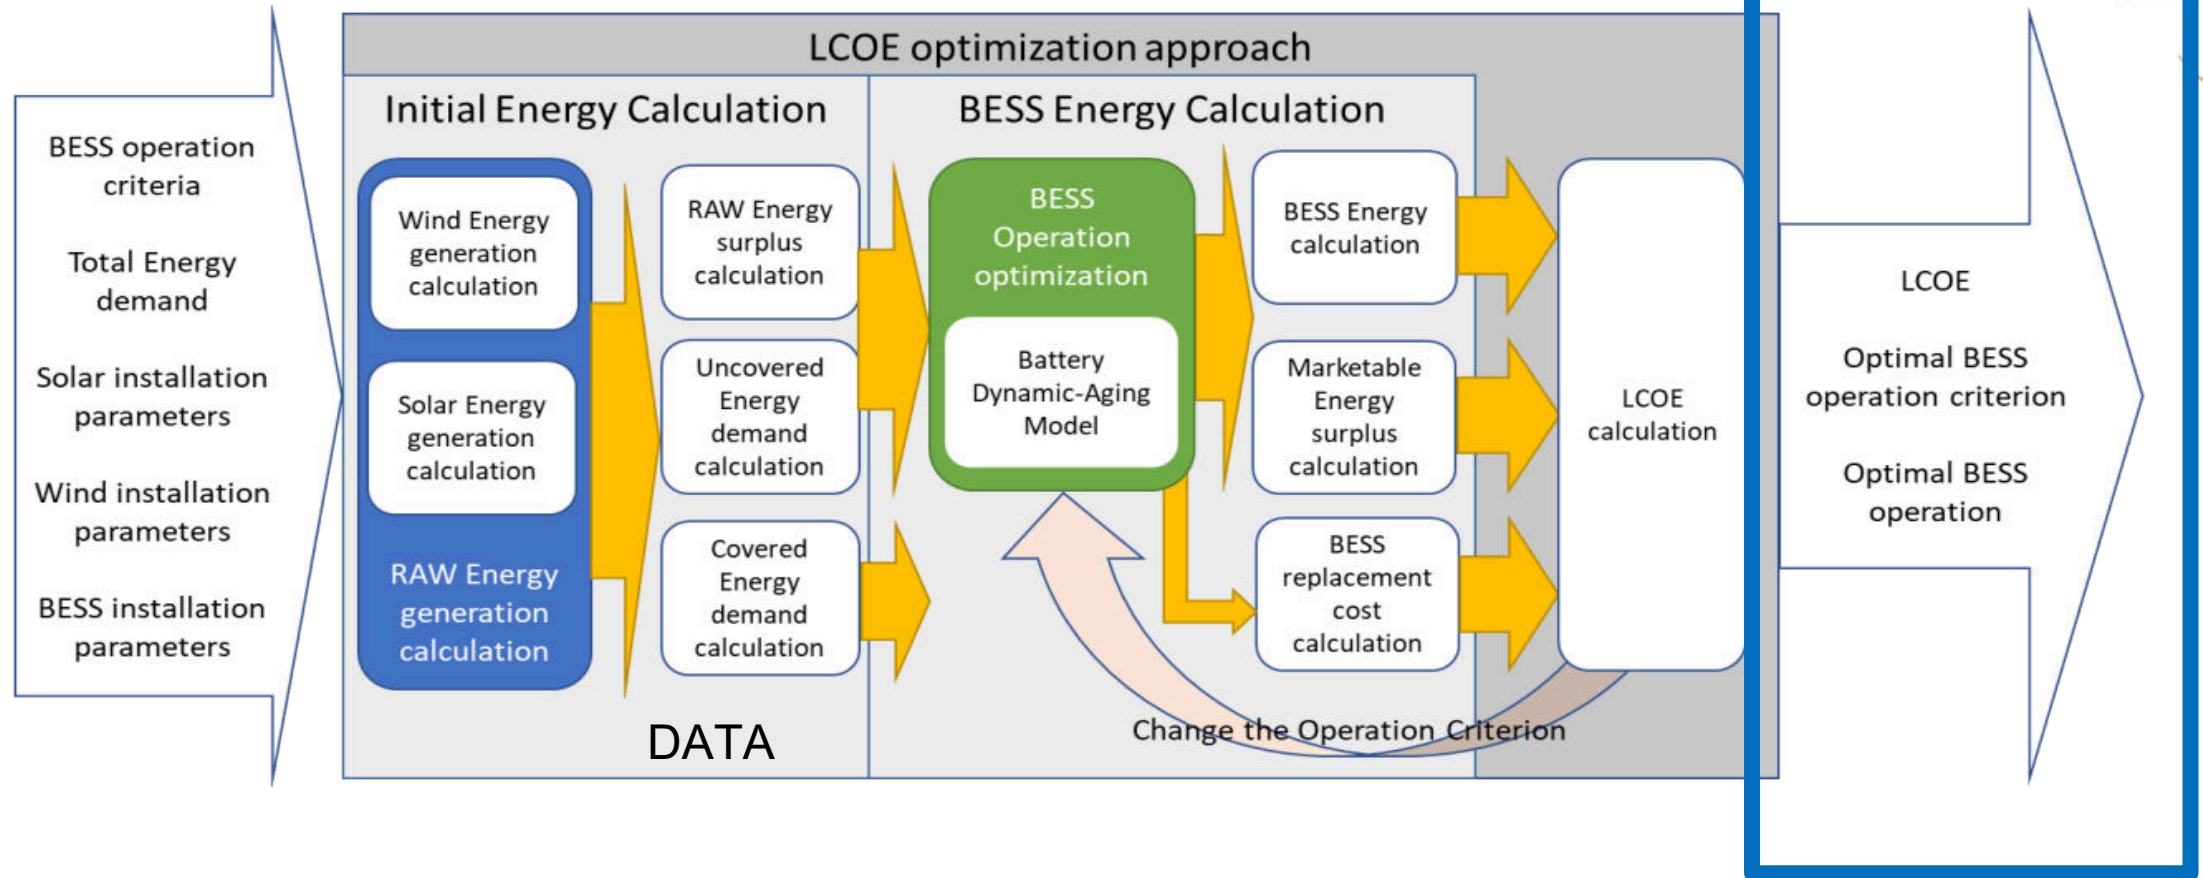 LCOE optimization approach
Initial Energy Calculation
BESS Energy Calculation
BESS operation
criteria
Total Energy
demand
Solar installation
parameters
Wind installation
parameters
BESS installation
parameters
Wind Energy
generation
calculation
Solar Energy
generation
calculation
RAW Energy
generation
calculation
RAW Energy
surplus
calculation
Uncovered
Energy
demand
calculation
Covered
Energy
demand
calculation
DATA
BESS
Operation
optimization
Battery
Dynamic-Aging
Model
BESS Energy
calculation
Marketable
Energy
surplus
calculation
BESS
replacement
cost
calculation
Change the Operation Criterion
LCOE
calculation
LCOE
Optimal BESS
operation criterion
Optimal BESS
operation